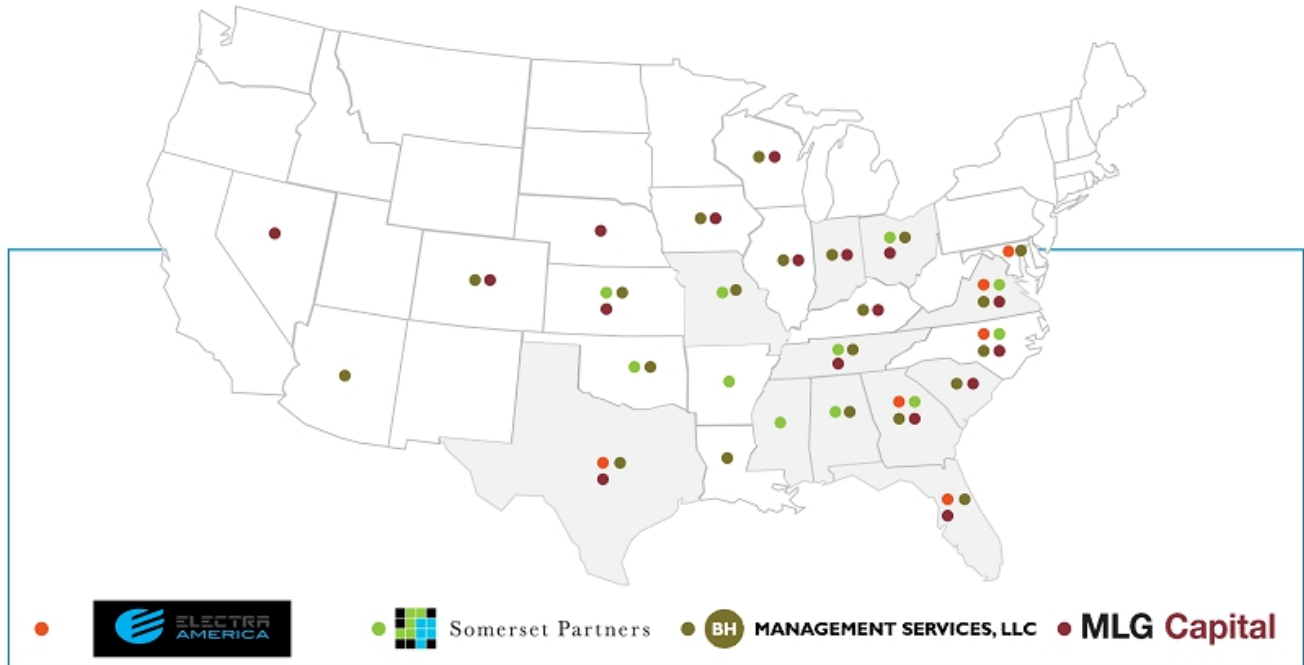 ELECTRA
AMERICA
Somerset Partners
BH MANAGEMENT SERVICES, LLC
MLG Capital